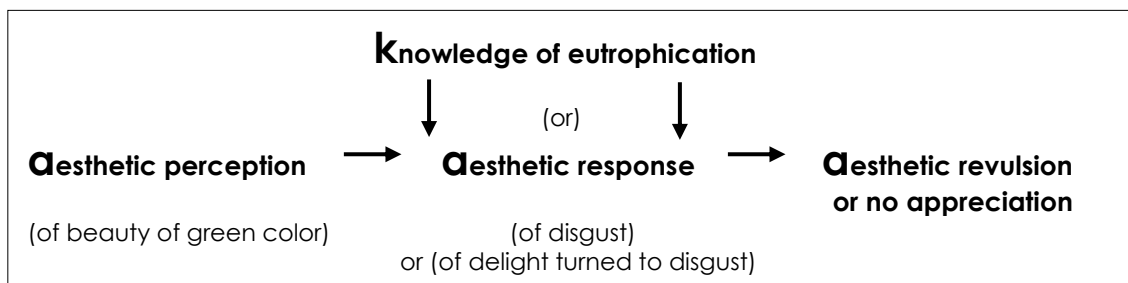 knowledge of eutrophication
(or)
aesthetic perception aesthetic response aesthetic revulsion
or no appreciation
(of beauty of green color) (of disgust)
or (of delight turned to disgust)